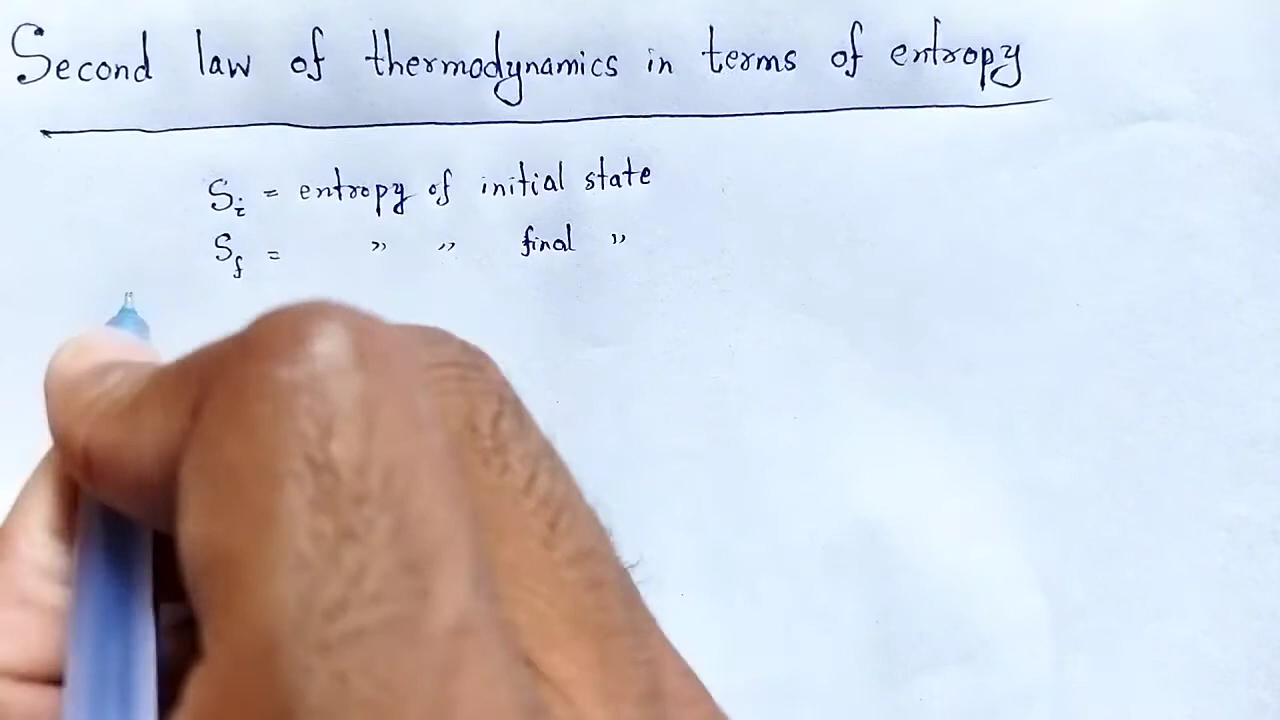 Second law of thermodynamics in terms of entropy
Si = entropy of initial state
Sf = " " final "